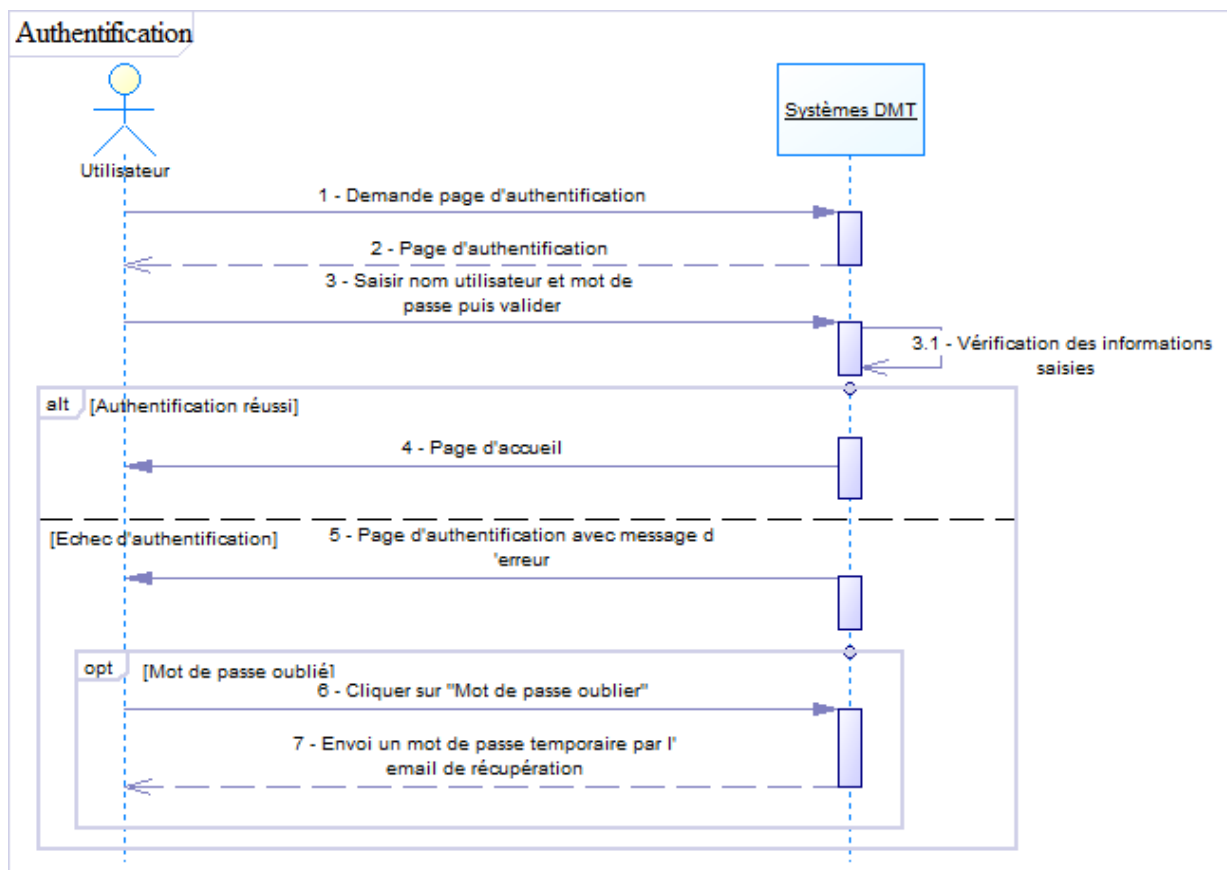 Authentification
Systèmes DMT
Utilisateur
1 - Demande page d'authentification
2 - Page d'authentification
3 - Saisir nom utilisateur et mot de
passe puis valider
3.1 - Vérification des informations
saisies
alt
[Authentification réussi]
4 - Page d'accueil
[Echec d'authentification]
5 - Page d'authentification avec message d
'erreur
opt
[Mot de passe oublié]
6 - Cliquer sur "Mot de passe oublier"
7 - Envoi un mot de passe temporaire par l'
email de récupération